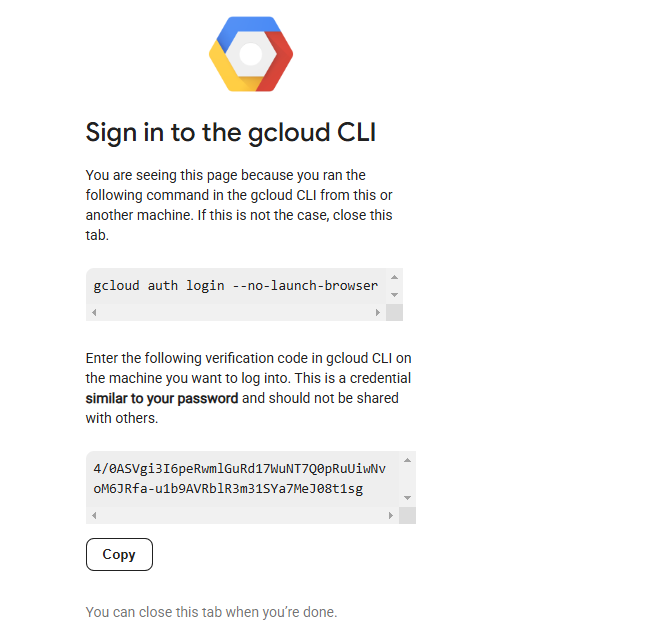 Sign in to the gcloud CLI
You are seeing this page because you ran the
following command in the gcloud CLI from this or
another machine. If this is not the case, close this
tab.
gcloud auth login --no-launch-browser
Enter the following verification code in gcloud CLI on
the machine you want to log into. This is a credential
similar to your password and should not be shared
with others.
4/0ASVgi3I6peRwmlGuRd17WuNT7Q0pRuUiwNv
oM6JRfa-u1b9AVRblR3m31SYa7MeJ08t1sg
Copy
You can close this tab when you’re done.